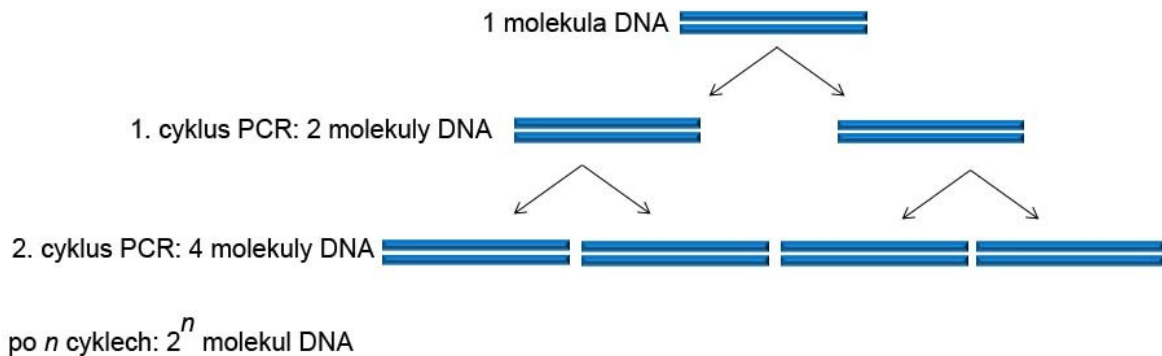 1 molekula DNA
1. cyklus PCR: 2 molekuly DNA
2. cyklus PCR: 4 molekuly DNA
po n cyklech: 2^n molekul DNA